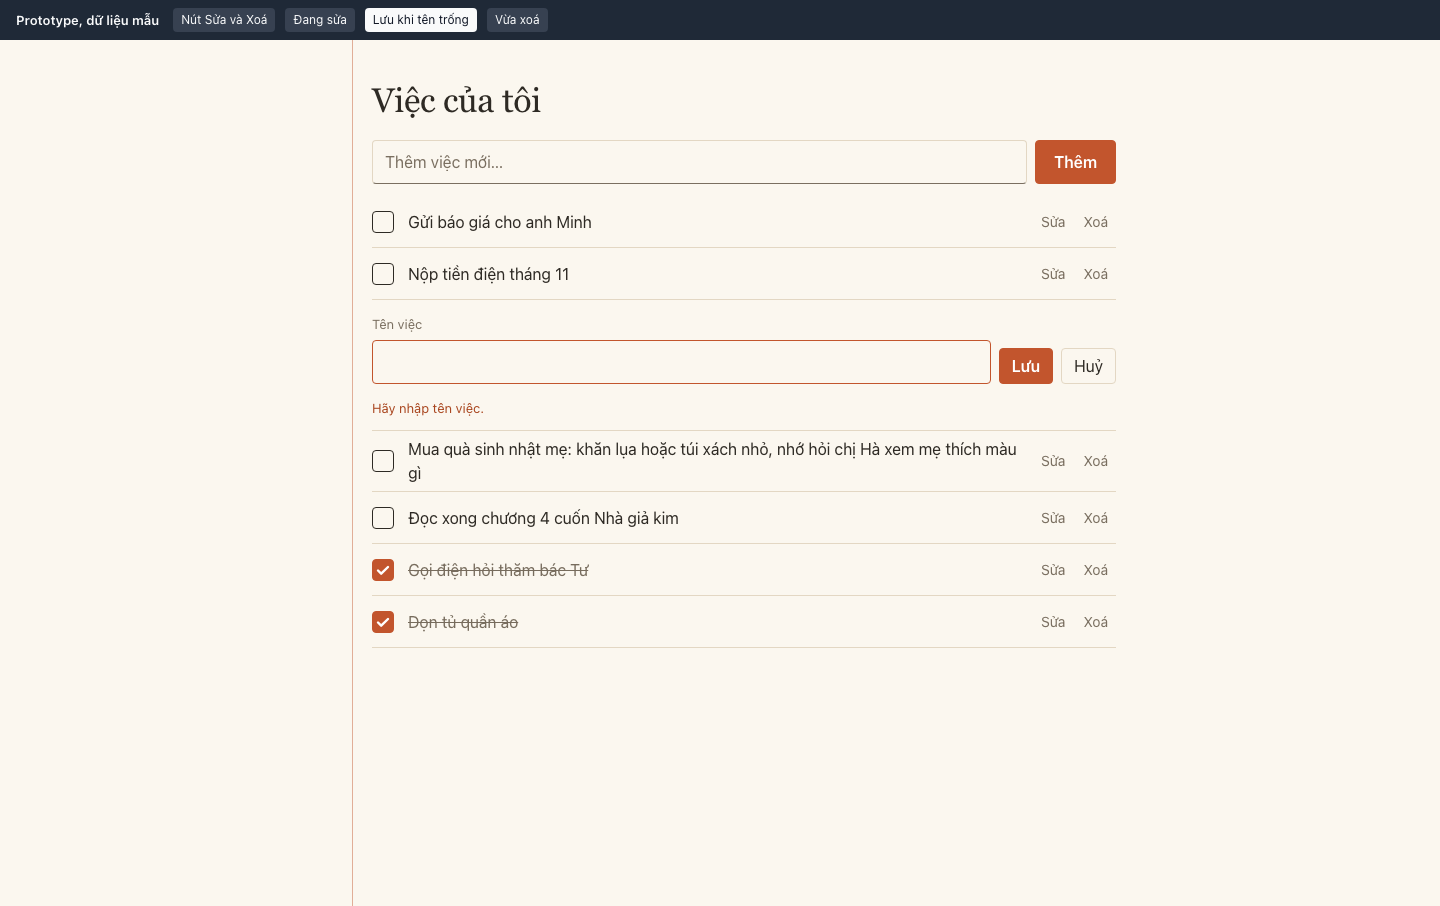 Prototype, dữ liệu mẫu Nút Sửa và Xoá Đang sửa Lưu khi tên trống Vừa xoá
Việc của tôi
Thêm việc mới... Thêm
Gửi báo giá cho anh Minh Sửa Xoá
Nộp tiền điện tháng 11 Sửa Xoá
Tên việc
Lưu Huỷ
Hãy nhập tên việc.
Mua quà sinh nhật mẹ: khăn lụa hoặc túi xách nhỏ, nhớ hỏi chị Hà xem mẹ thích màu
gì
Sửa Xoá
Đọc xong chương 4 cuốn Nhà giả kim Sửa Xoá
Gọi điện hỏi thăm bác Tư Sửa Xoá
Dọn tủ quần áo Sửa Xoá